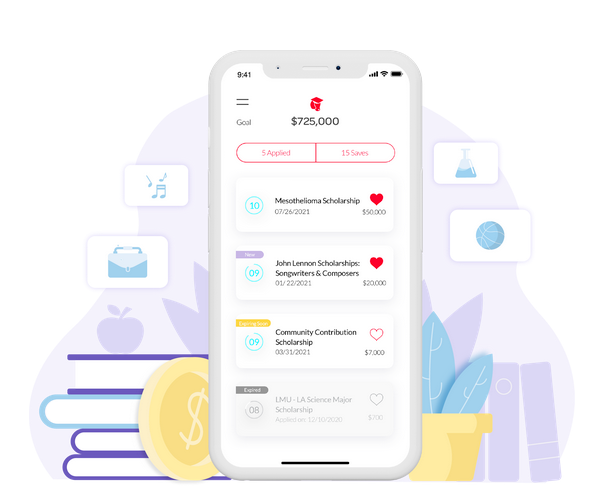 9:41
Goal
$725,000
5 Applied
15 Saves
10
Mesothelioma Scholarship
07/26/2021
$50,000
New
09
John Lennon Scholarships:
Songwriters & Composers
01/ 22/2021
$20,000
09
Community Contribution
Scholarship
03/31/2021
$7,000
Expired
08
LMU - LA Science Major
Scholarship
Applied on: 12/10/2020
$700
$